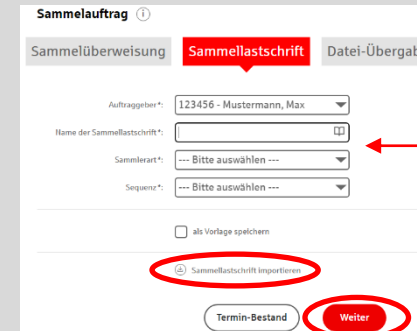 Sammelauftrag
Sammelüberweisung Sammellastschrift Datei-Übergab
Auftraggeber*: 123456 - Mustermann, Max
Name der Sammellastschrift*:
Sammlerart*: --- Bitte auswählen ---
Sequenz*: --- Bitte auswählen ---
als Vorlage speichern
Sammellastschrift importieren
Termin-Bestand Weiter